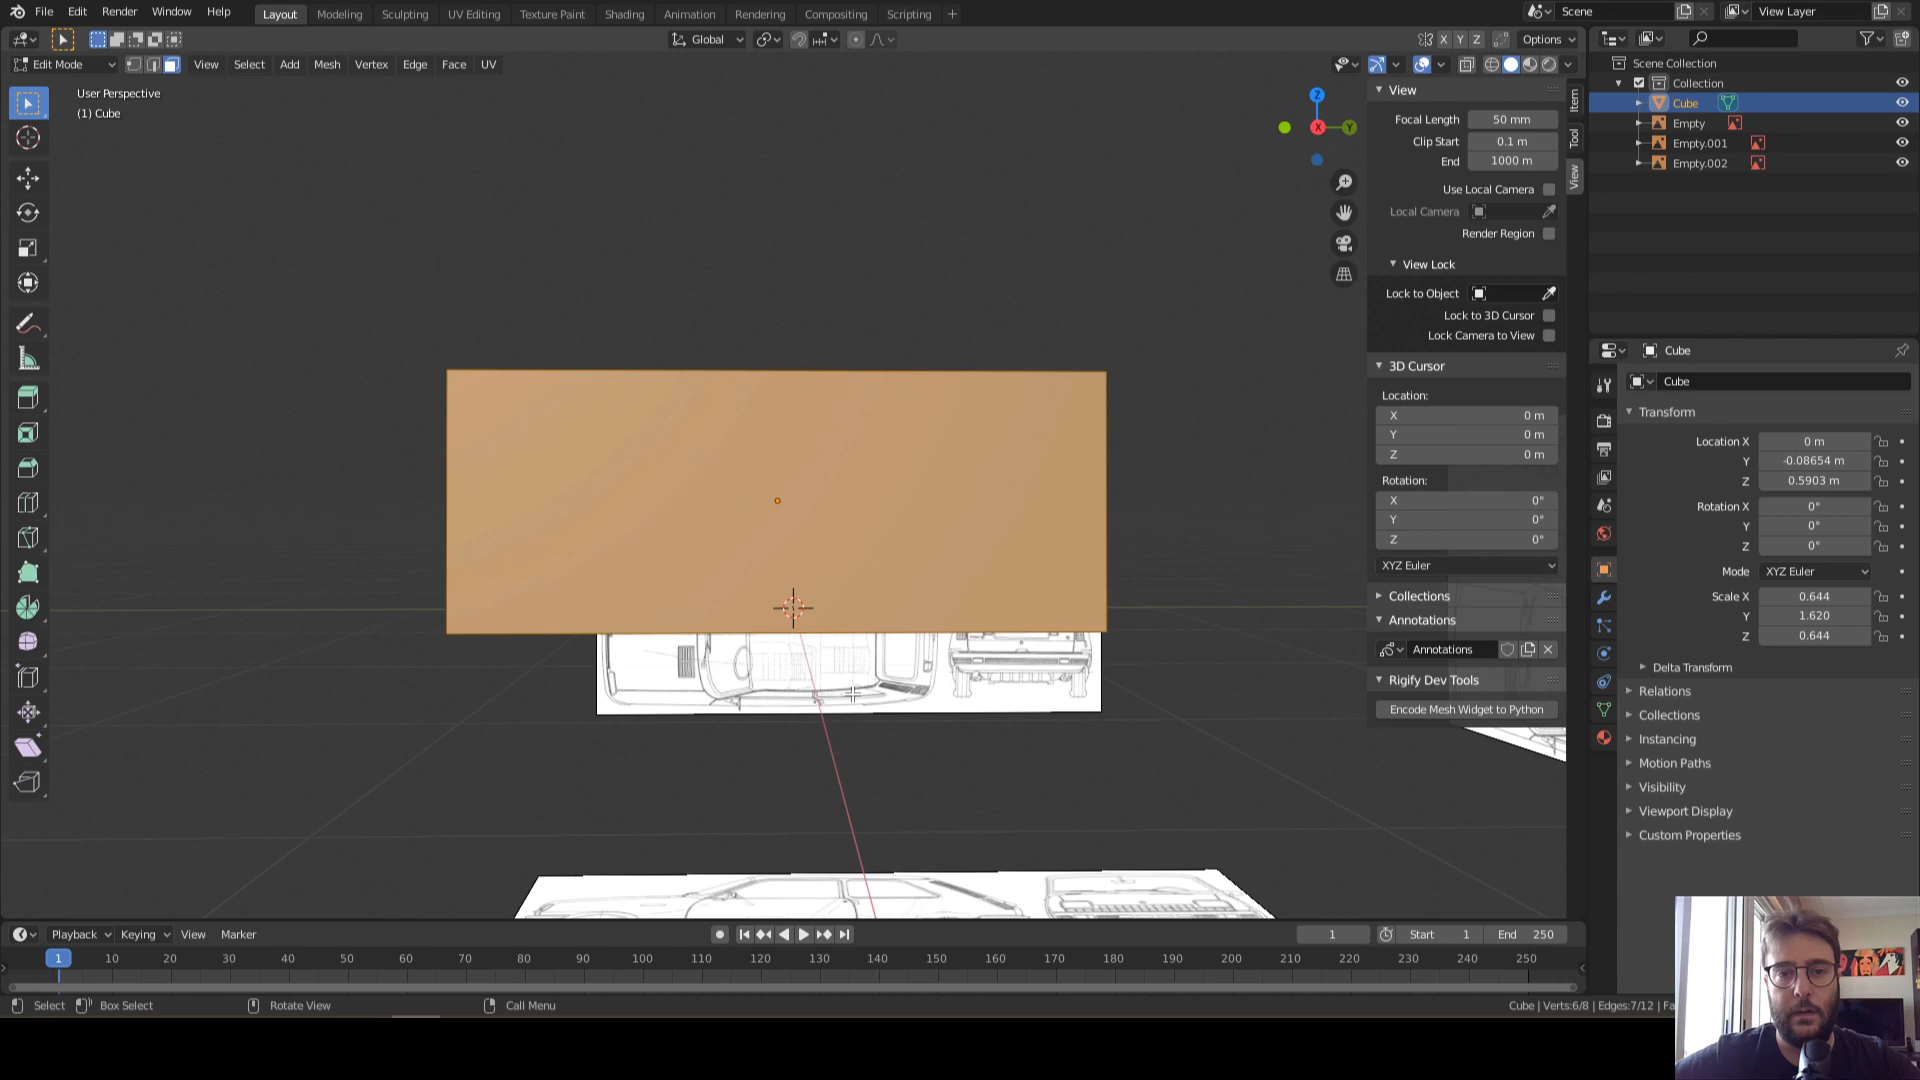 File Edit Render Window Help
Layout Modeling Sculpting UV Editing Texture Paint Shading Animation Rendering Compositing Scripting +
Scene
View Layer
Global
X Y Z
Options
Edit Mode
View Select Add Mesh Vertex Edge Face UV
User Perspective
(1) Cube
Z
X
Y
View
Focal Length 50 mm
Clip Start 0.1 m
End 1000 m
Use Local Camera
Local Camera
Render Region
View Lock
Lock to Object
Lock to 3D Cursor
Lock Camera to View
3D Cursor
Location:
X 0 m
Y 0 m
Z 0 m
Rotation:
X 0°
Y 0°
Z 0°
XYZ Euler
Collections
Annotations
Annotations
Rigify Dev Tools
Encode Mesh Widget to Python
Item
Tool
View
Scene Collection
Collection
Cube
Empty
Empty.001
Empty.002
Cube
Cube
Transform
Location X 0 m
Y -0.08654 m
Z 0.5903 m
Rotation X 0°
Y 0°
Z 0°
Mode XYZ Euler
Scale X 0.644
Y 1.620
Z 0.644
Delta Transform
Relations
Collections
Instancing
Motion Paths
Visibility
Viewport Display
Custom Properties
Playback Keying View Marker
1
Start 1
End 250
1 10 20 30 40 50 60 70 80 90 100 110 120 130 140 150 160 170 180 190 200 210 220 230 240 250
Select Box Select Rotate View Call Menu
Cube | Verts:6/8 | Edges:7/12 | Fa